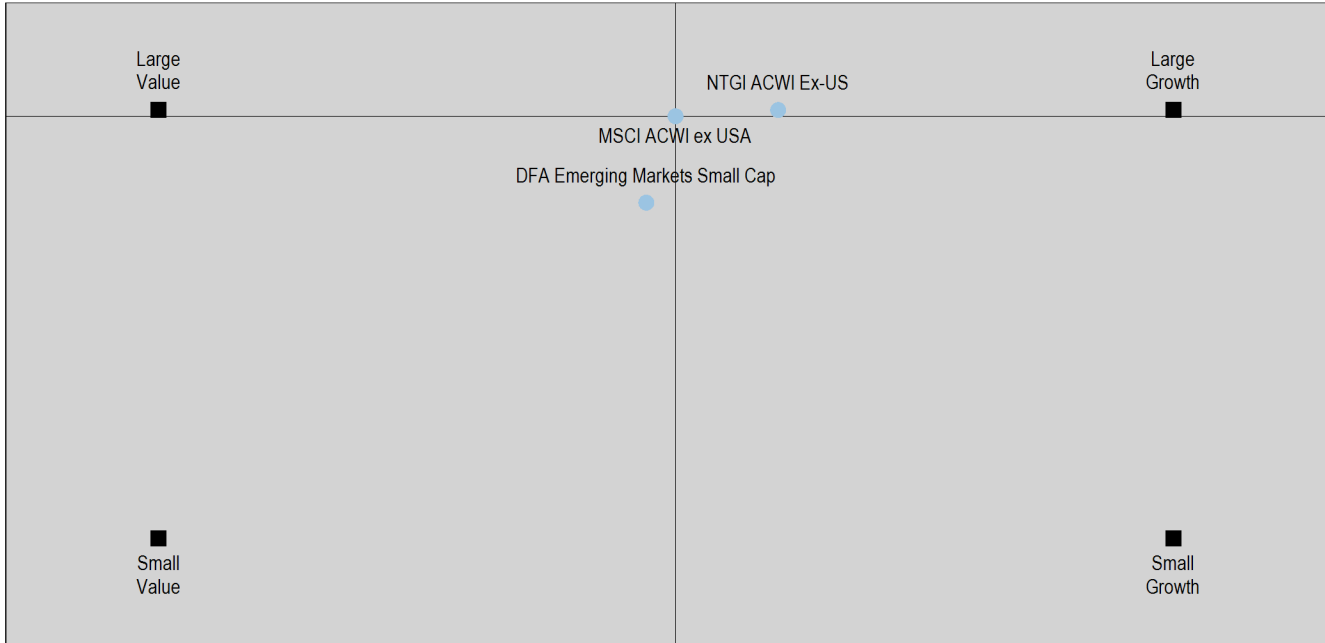 Large
Value
Large
Growth
NTGI ACWI Ex-US
MSCI ACWI ex USA
DFA Emerging Markets Small Cap
Small
Value
Small
Growth